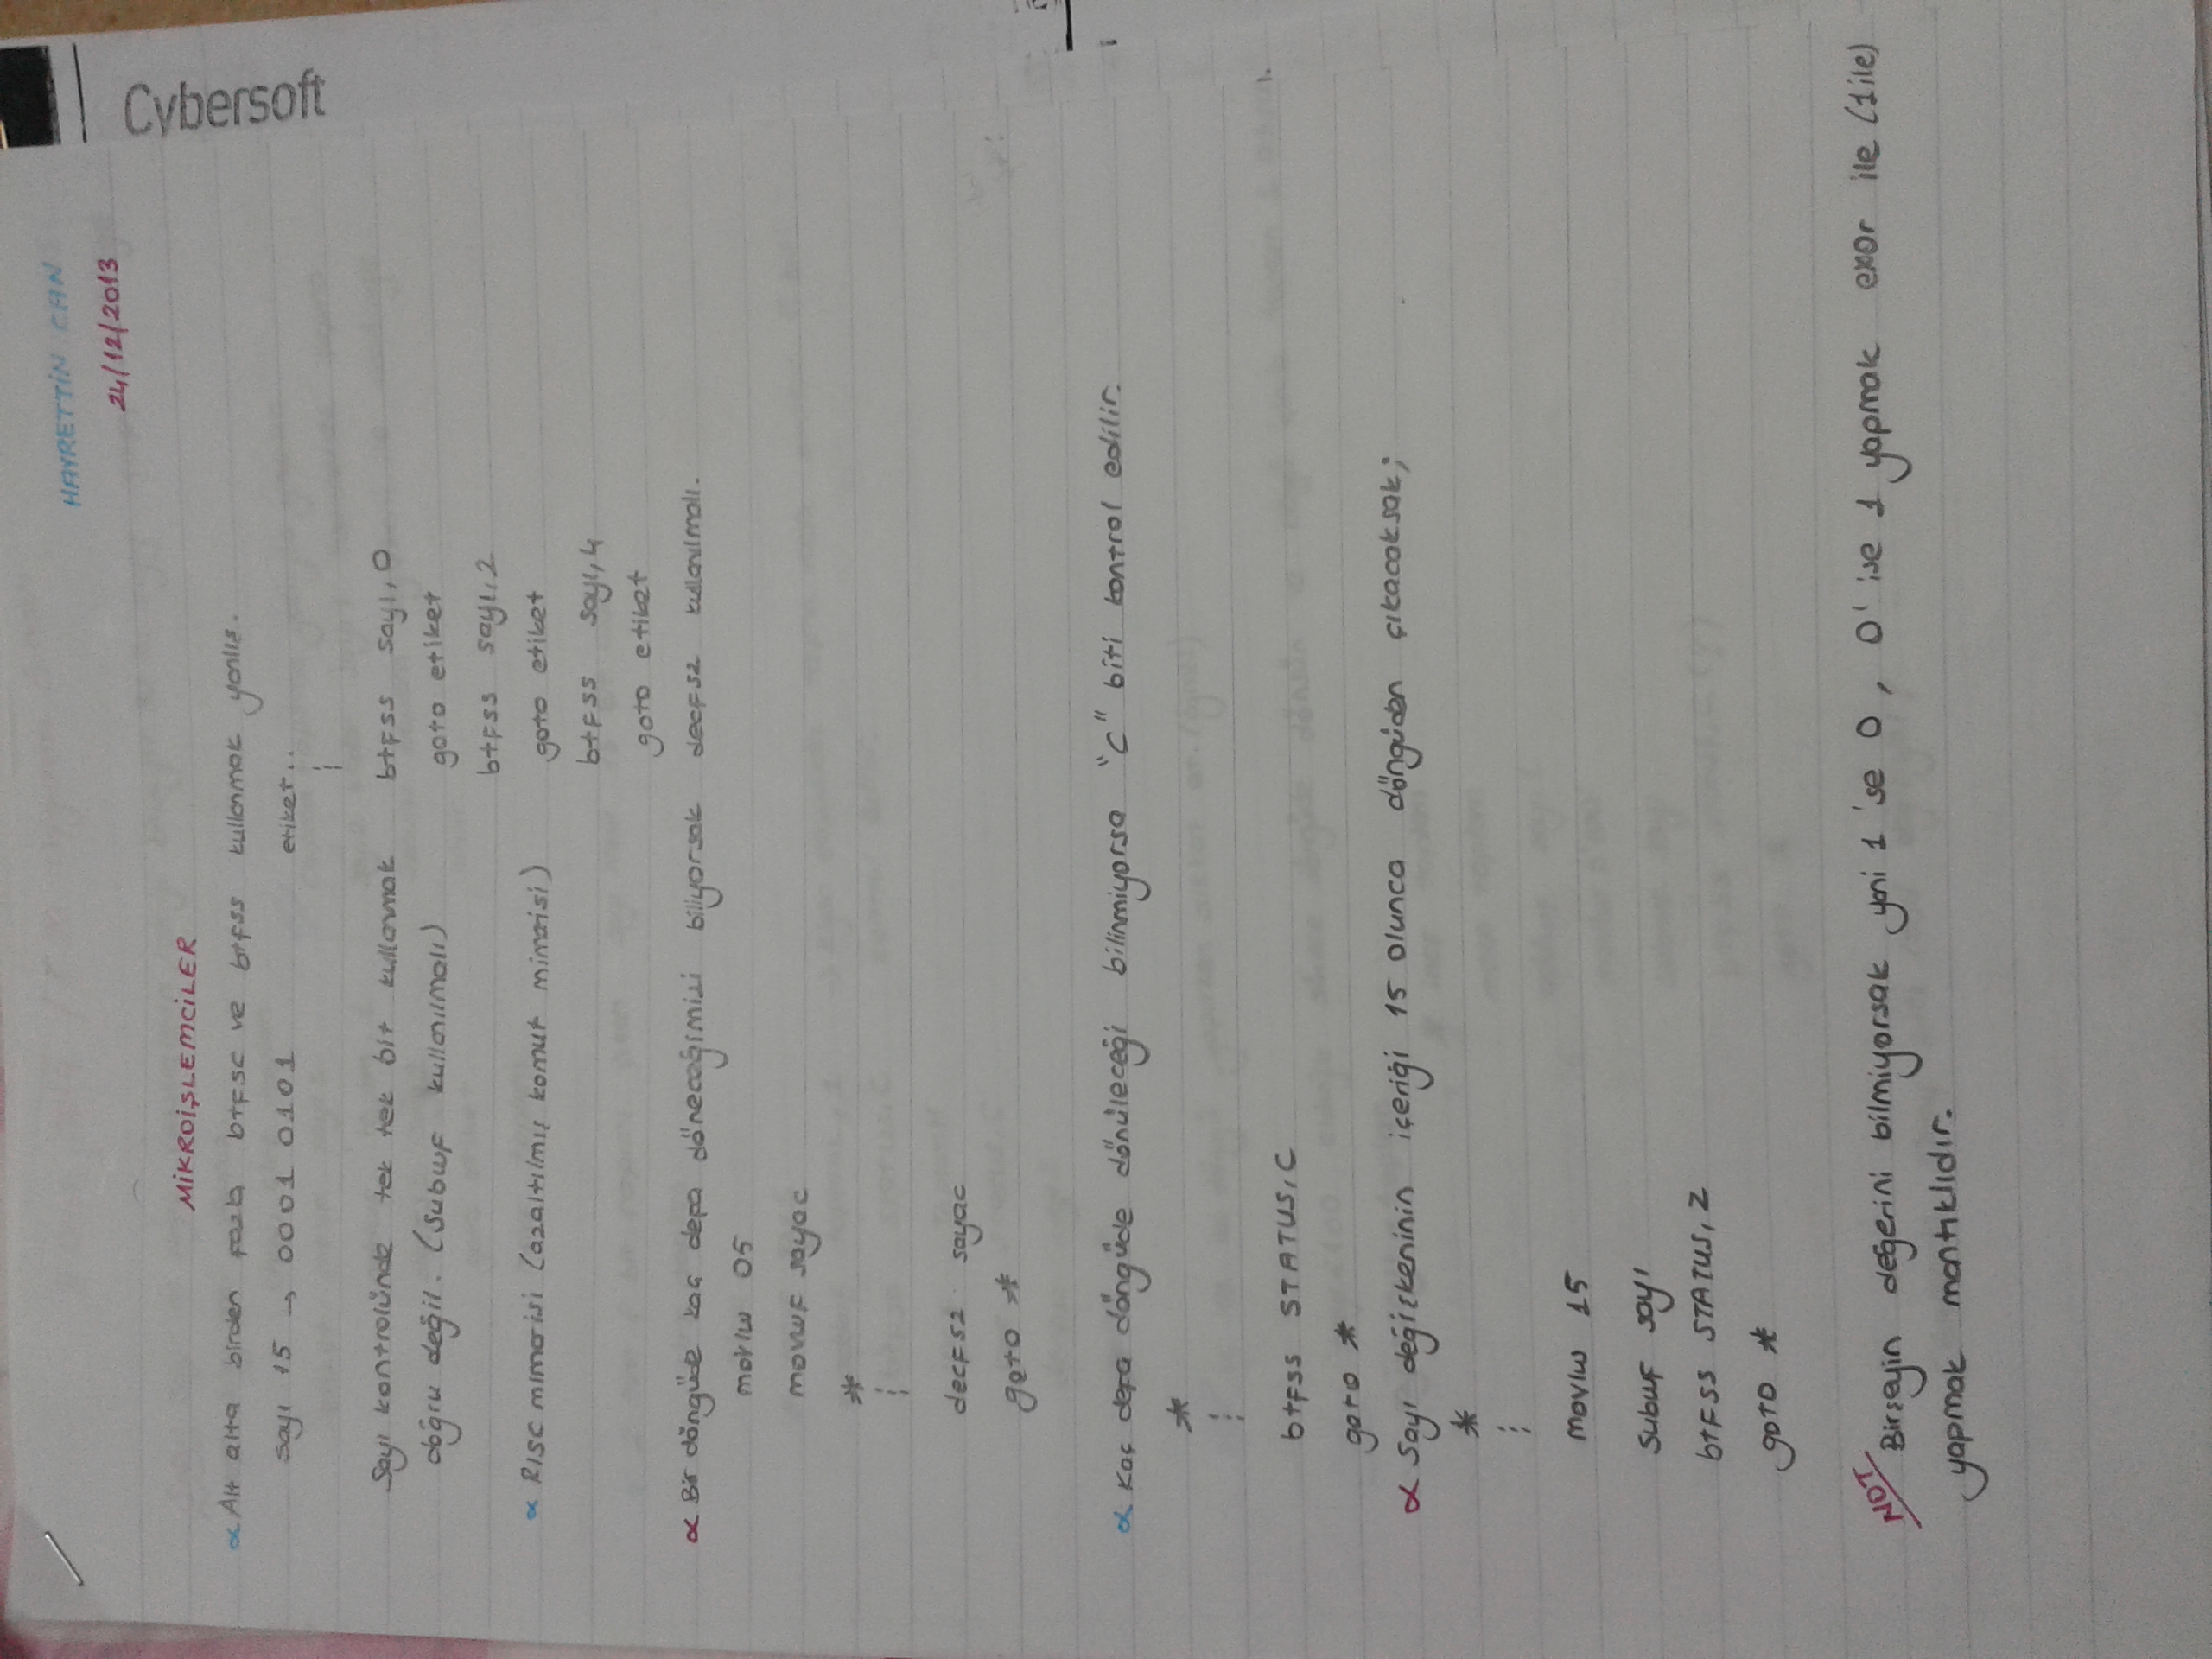 HAYRETTİN CAN
24/12/2013
Cybersoft
MİKROİŞLEMCİLER
∝ Alt alta birden fazla btfsc ve btfss kullanmak yanlış.
sayı 15 → 0001 0101
etiket..
Sayı kontrolünde tek tek bit kullanmak
doğru değil. (Subwf kullanılmalı)
btfss sayı,0
goto etiket
btfss sayı,2
goto etiket
btfss sayı,4
goto etiket
∝ RISC mimarisi (azaltılmış komut mimarisi)
∝ Bir döngüde kaç defa döneceğimizi biliyorsak decfsz kullanılmalı.
movlw 05
movwf sayac
*
decfsz sayac
goto *
∝ Kaç defa döngüde dönüleceği bilinmiyorsa "C" biti kontrol edilir.
*
btfss STATUS,C
goto *
∝ Sayı değişkeninin içeriği 15 olunca döngüden çıkacaksak;
*
movlw 15
Subwf sayı
btfss STATUS,Z
goto *
NOT Birşeyin değerini bilmiyorsak yani 1'se 0, 0'ise 1 yapmak exor ile (1 ile)
yapmak mantıklıdır.